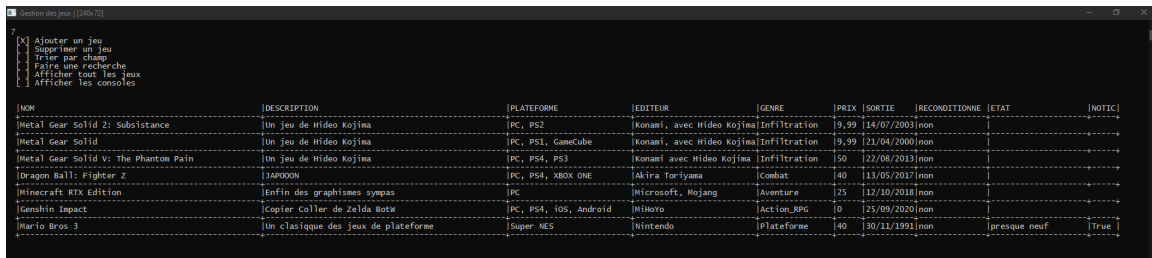 Gestion des jeux | [240x72]
7
[X] Ajouter un jeu
[ ] Supprimer un jeu
[ ] Trier par champ
[ ] Faire une recherche
[ ] Afficher tout les jeux
[ ] Afficher les consoles
|NOM |DESCRIPTION |PLATEFORME |EDITEUR |GENRE |PRIX |SORTIE |RECONDITIONNE |ETAT |NOTIC|
|Metal Gear Solid 2: Subsistance |Un jeu de Hideo Kojima |PC, PS2 |Konami, avec Hideo Kojima|Infiltration |9,99 |14/07/2003|non |
|Metal Gear Solid |Un jeu de Hideo Kojima |PC, PS1, GameCube |Konami, avec Hideo Kojima|Infiltration |9,99 |21/04/2000|non |
|Metal Gear Solid V: The Phantom Pain |Un jeu de Hideo Kojima |PC, PS4, PS3 |Konami avec Hideo Kojima |Infiltration |50 |22/08/2013|non |
|Dragon Ball: Fighter Z |JAPOOON |PC, PS4, XBOX ONE |Akira Toriyama |Combat |40 |13/05/2017|non |
|Minecraft RTX Edition |Enfin des graphismes sympas |PC |Microsoft, Mojang |Aventure |25 |12/10/2018|non |
|Genshin Impact |Copier Coller de Zelda BotW |PC, PS4, iOS, Android |MiHoYo |Action_RPG |0 |25/09/2020|non |
|Mario Bros 3 |Un clasiqque des jeux de plateforme |Super NES |Nintendo |Plateforme |40 |30/11/1991|non |presque neuf |True |